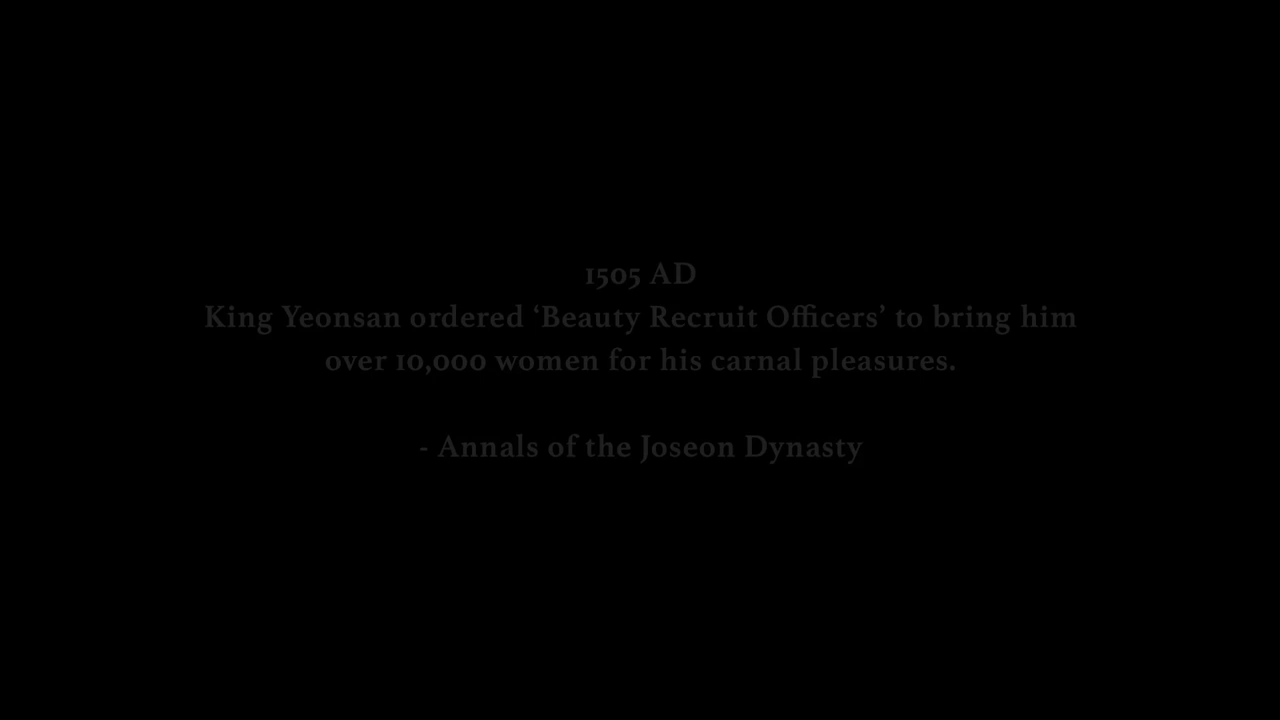 1505 AD
King Yeonsan ordered ‘Beauty Recruit Officers’ to bring him
over 10,000 women for his carnal pleasures.
- Annals of the Joseon Dynasty